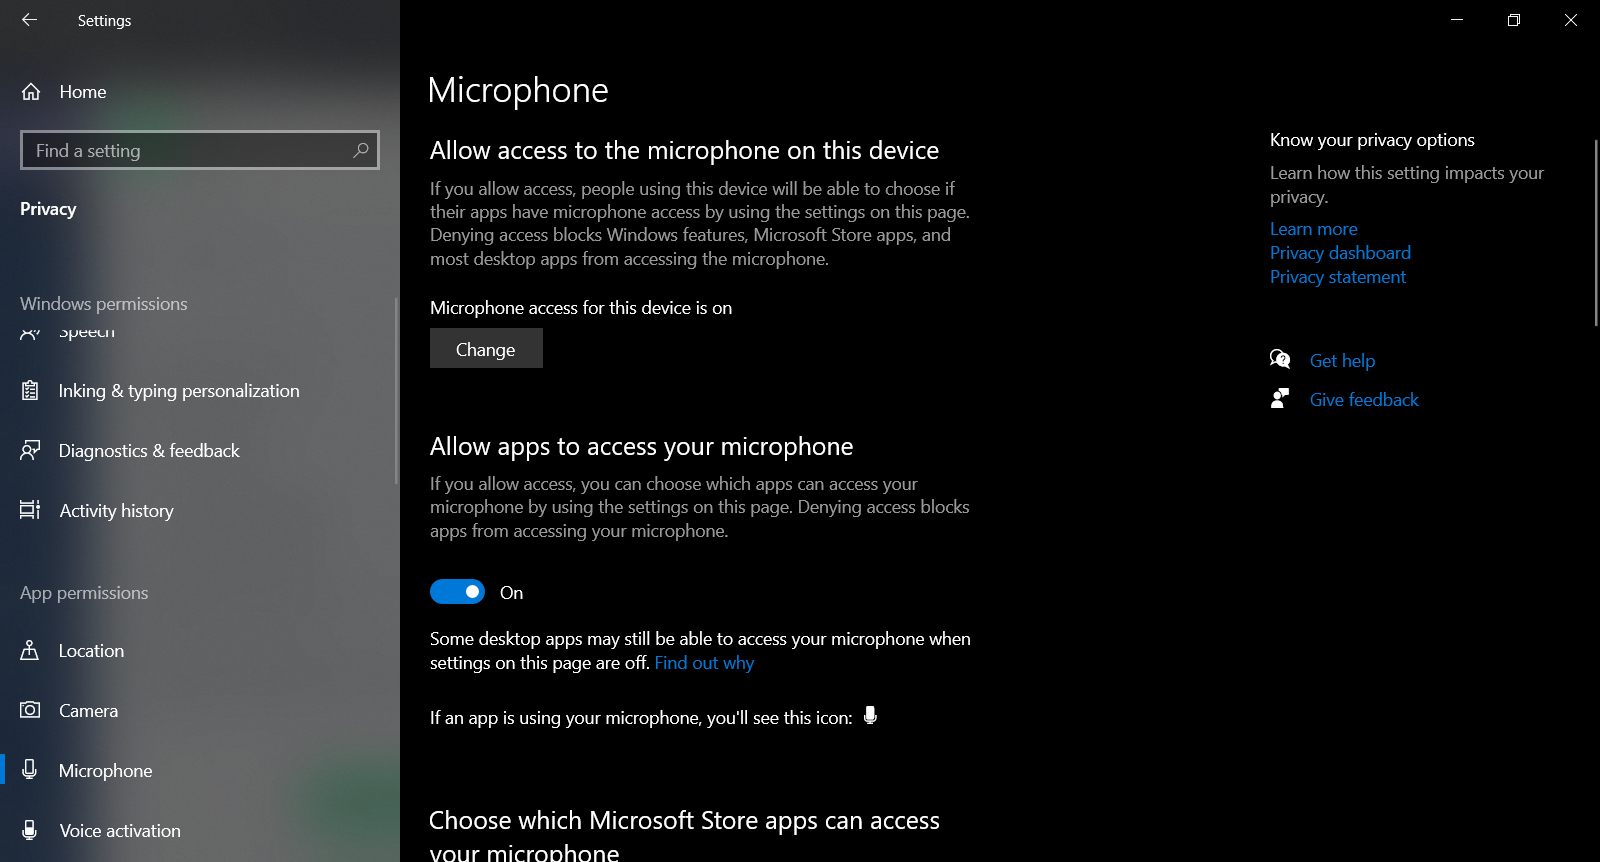 Settings
Home
Find a setting
Privacy
Windows permissions
Speech
Inking & typing personalization
Diagnostics & feedback
Activity history
App permissions
Location
Camera
Microphone
Voice activation
Microphone
Allow access to the microphone on this device
If you allow access, people using this device will be able to choose if
their apps have microphone access by using the settings on this page.
Denying access blocks Windows features, Microsoft Store apps, and
most desktop apps from accessing the microphone.
Microphone access for this device is on
Change
Allow apps to access your microphone
If you allow access, you can choose which apps can access your
microphone by using the settings on this page. Denying access blocks
apps from accessing your microphone.
On
Some desktop apps may still be able to access your microphone when
settings on this page are off. Find out why
If an app is using your microphone, you'll see this icon:
Choose which Microsoft Store apps can access
your microphone
Know your privacy options
Learn how this setting impacts your
privacy.
Learn more
Privacy dashboard
Privacy statement
Get help
Give feedback